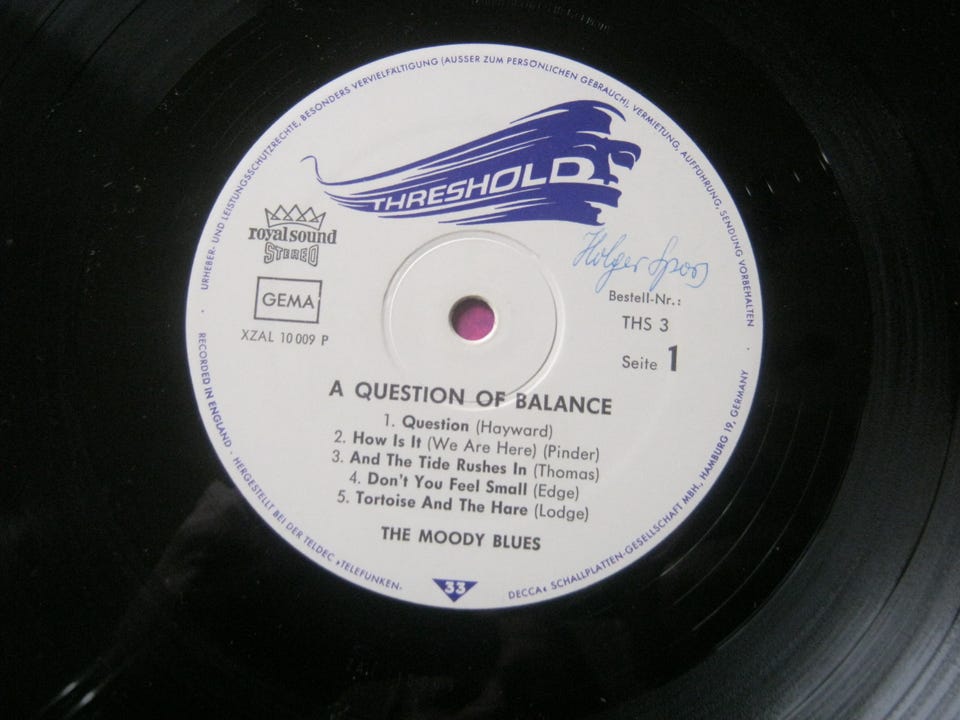 URHEBER- UND LEISTUNGSSCHUTZRECHTE, BESONDERS VERVIELFÄLTIGUNG (AUSSER ZUM PERSÖNLICHEN GEBRAUCH), VERMIETUNG, AUFFÜHRUNG, SENDUNG VORBEHALTEN
THRESHOLD
royal sound
STEREO
GEMA
XZAL 10 009 P
Holger
Bestell-Nr.:
THS 3
Seite 1
A QUESTION OF BALANCE
1. Question (Hayward)
2. How Is It (We Are Here) (Pinder)
3. And The Tide Rushes In (Thomas)
4. Don't You Feel Small (Edge)
5. Tortoise And The Hare (Lodge)
THE MOODY BLUES
33
RECORDED IN ENGLAND · HERGESTELLT BEI DER TELDEC »TELEFUNKEN-DECCA« SCHALLPLATTEN-GESELLSCHAFT MBH., HAMBURG 19, GERMANY